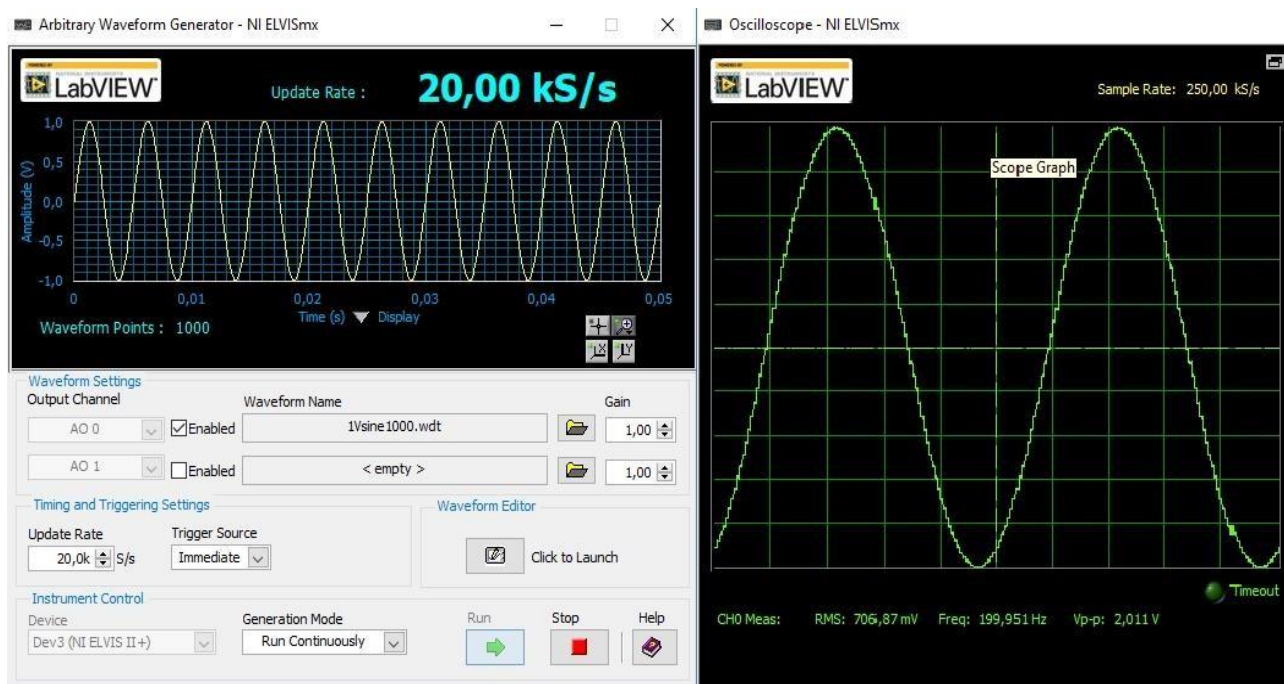 Arbitrary Waveform Generator - NI ELVISmx
LabVIEW
Update Rate : 20,00 kS/s
1,0
0,5
0,0
-0,5
-1,0
Amplitude (V)
0 0,01 0,02 0,03 0,04 0,05
Time (s) Display
Waveform Points : 1000
Waveform Settings
Output Channel Waveform Name Gain
AO 0 Enabled 1Vsine1000.wdt 1,00
AO 1 Enabled < empty > 1,00
Timing and Triggering Settings
Update Rate Trigger Source
20,0k S/s Immediate
Waveform Editor
Click to Launch
Instrument Control
Device Generation Mode Run Stop Help
Dev3 (NI ELVIS II+) Run Continuously
Oscilloscope - NI ELVISmx
LabVIEW
Sample Rate: 250,00 kS/s
Scope Graph
Timeout
CH0 Meas: RMS: 706,87 mV Freq: 199,951 Hz Vp-p: 2,011 V